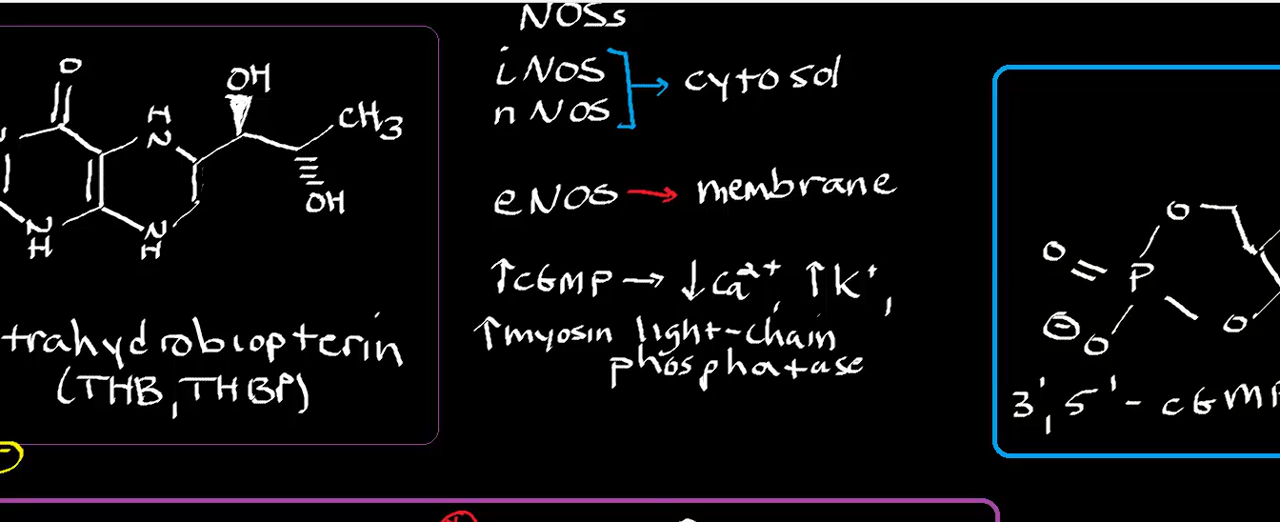 NOSs
iNOS
nNOS
cytosol
eNOS → membrane
↑cGMP → ↓Ca²⁺, ↑K⁺,
↑myosin light-chain
phosphatase
O
OH
CH3
H
N
OH
N
H
N
H
trahydrobiopterin
(THB, THBP)
O
O
P
O
O
3', 5'-cGMP